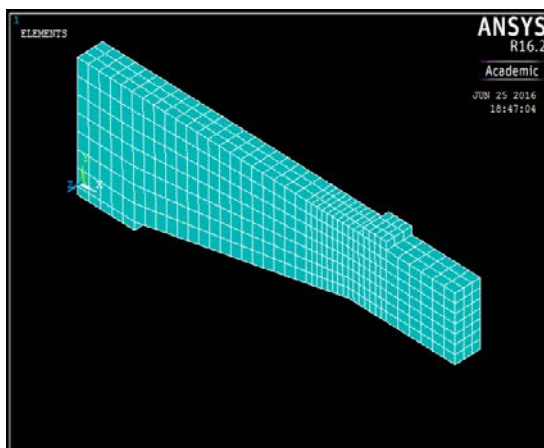 1
ELEMENTS
ANSYS
R16.2
Academic
JUN 25 2016
18:47:04
Y
Z
X